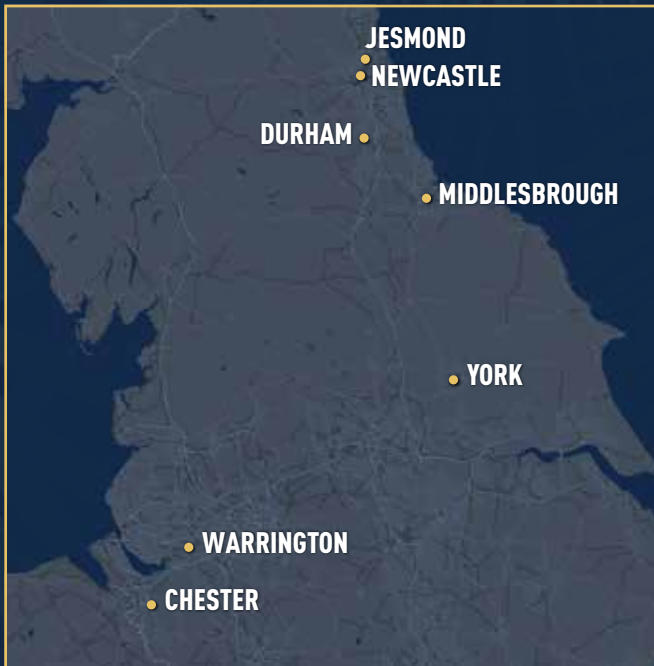 JESMOND
NEWCASTLE
DURHAM
MIDDLESBROUGH
YORK
WARRINGTON
CHESTER